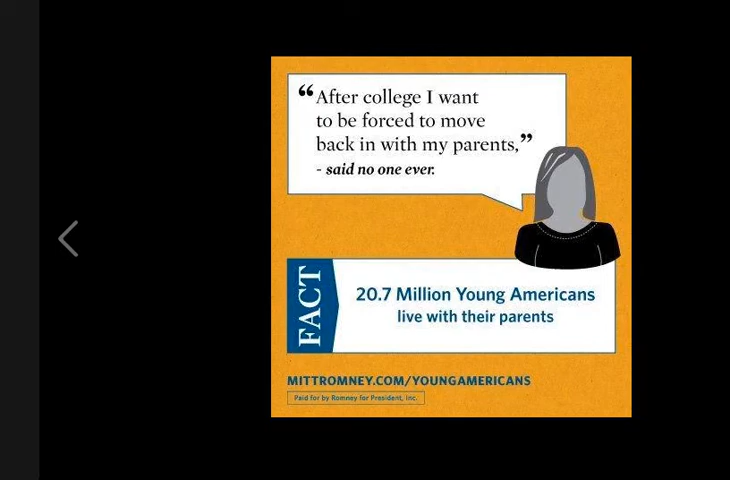 “After college I want
to be forced to move
back in with my parents,”
- said no one ever.
FACT
20.7 Million Young Americans
live with their parents
MITTROMNEY.COM/YOUNGAMERICANS
Paid for by Romney for President, Inc.